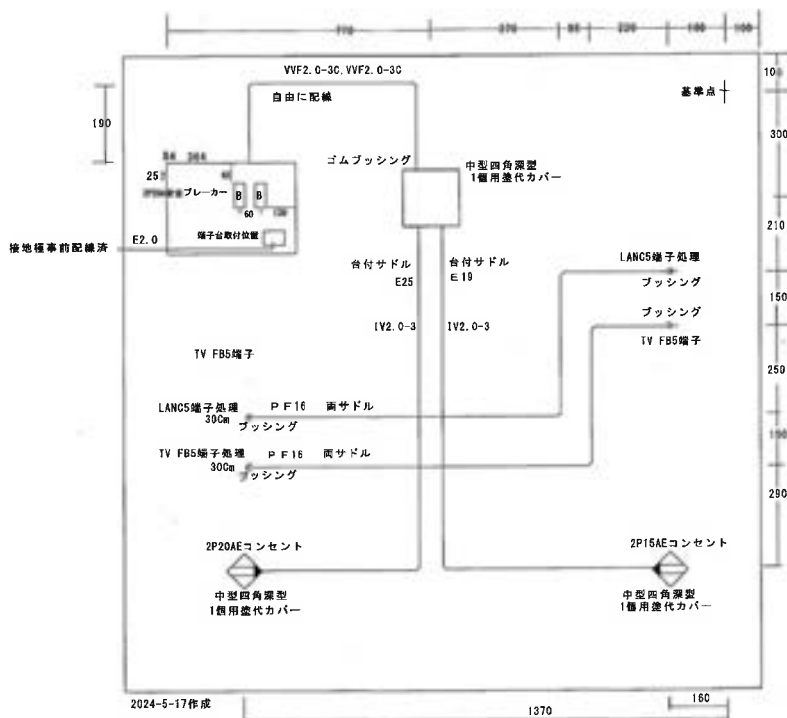 770
370
220
100
100
VVF2.0-3C,VVF2.0-3C
自由に配線
基準点
190
300
ゴムブッシング
中型四角深型
1個用塗代カバー
25
ブレーカー
B
B
60
端子台取付位置
接地極事前配線済
E2.0
210
台付サドル
E25
台付サドル
E19
LANC5端子処理
ブッシング
150
ブッシング
TV FB5端子
IV2.0-3
IV2.0-3
TV FB5端子
250
LANC5端子処理
30Cm
ブッシング
PF16 両サドル
TV FB5端子処理
30Cm
ブッシング
PF16 両サドル
290
2P20AEコンセント
2P15AEコンセント
中型四角深型
1個用塗代カバー
中型四角深型
1個用塗代カバー
2024-5-17作成
160
1370